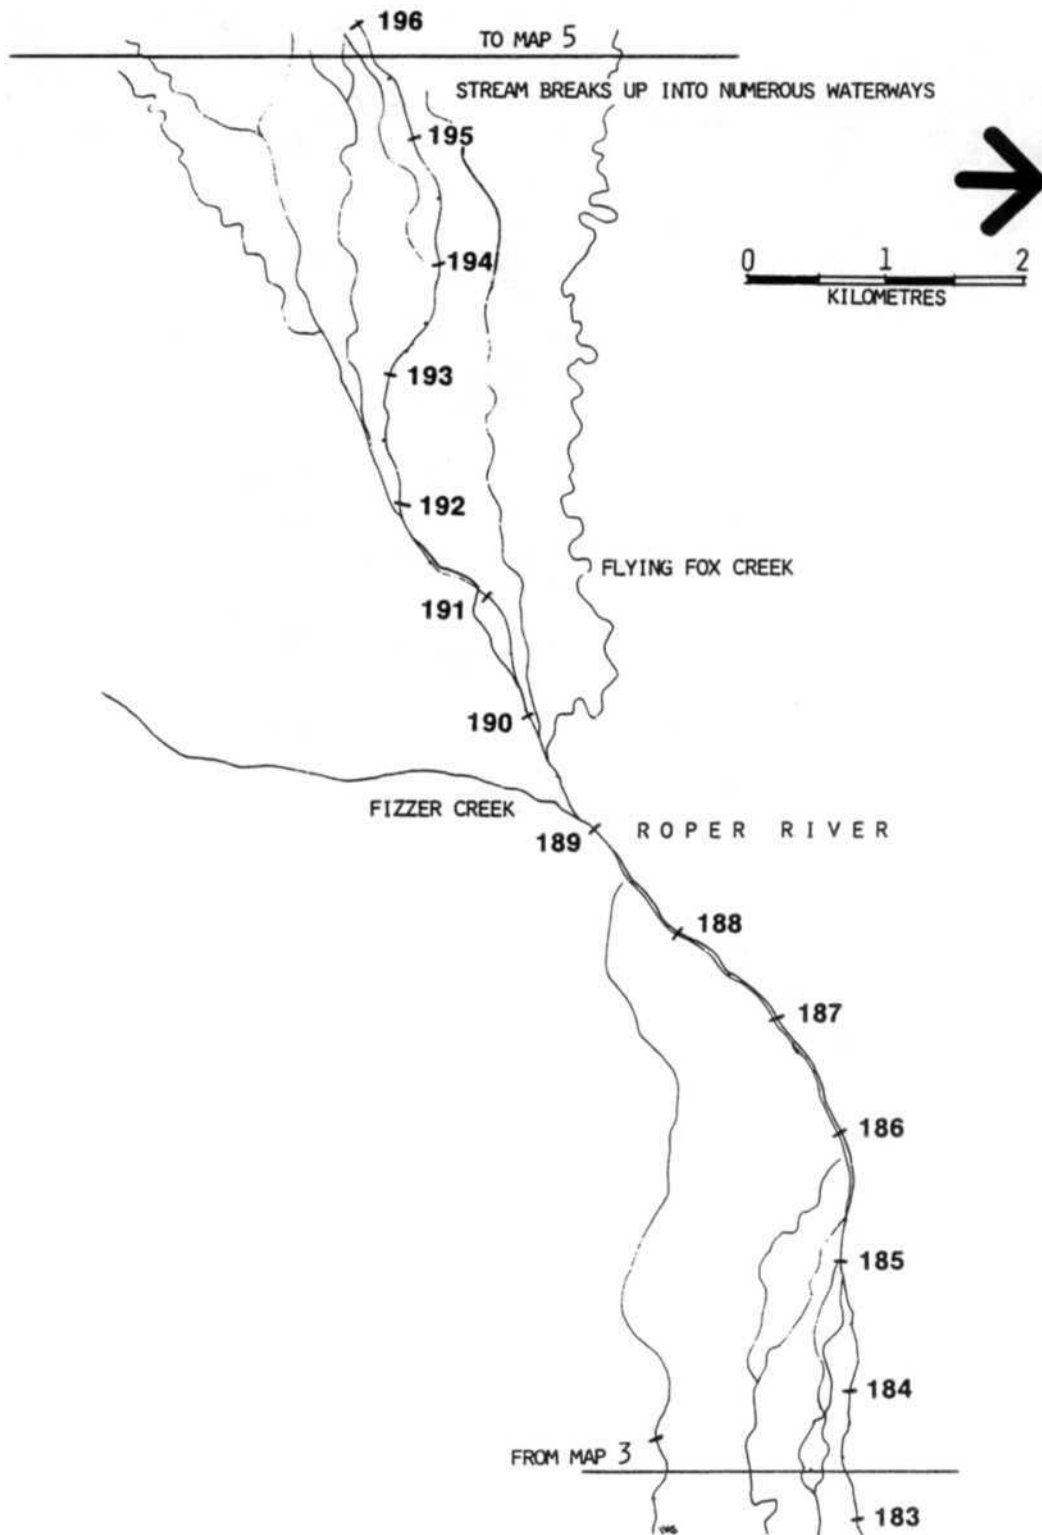 196
TO MAP 5
STREAM BREAKS UP INTO NUMEROUS WATERWAYS
195
194
0 1 2
KILOMETRES
193
192
FLYING FOX CREEK
191
190
FIZZER CREEK
189
ROPER RIVER
188
187
186
185
184
FROM MAP 3
183